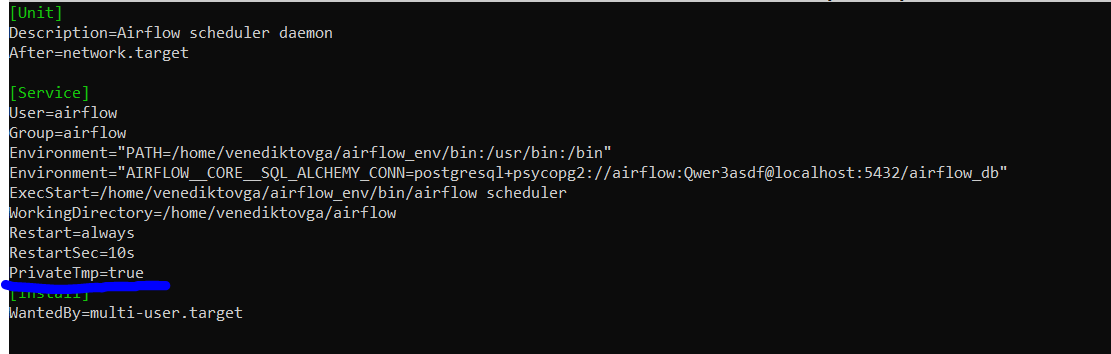 [Unit]
Description=Airflow scheduler daemon
After=network.target
[Service]
User=airflow
Group=airflow
Environment="PATH=/home/venediktovga/airflow_env/bin:/usr/bin:/bin"
Environment="AIRFLOW__CORE__SQL_ALCHEMY_CONN=postgresql+psycopg2://airflow:Qwer3asdf@localhost:5432/airflow_db"
ExecStart=/home/venediktovga/airflow_env/bin/airflow scheduler
WorkingDirectory=/home/venediktovga/airflow
Restart=always
RestartSec=10s
PrivateTmp=true
[Install]
WantedBy=multi-user.target